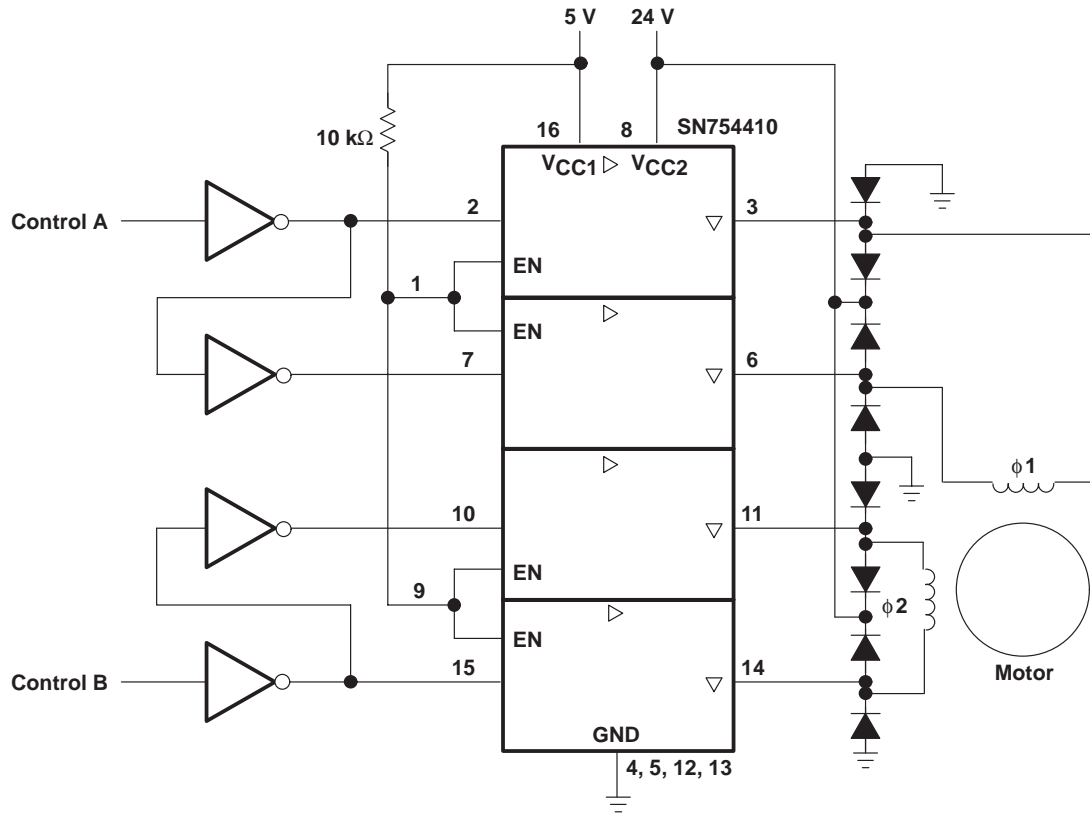 5 V 24 V
SN754410
10 kΩ
16 8
VCC1 VCC2
Control A
2 3
EN
1
EN
7 6
ϕ1
10 11
EN
9
ϕ2
EN
Control B
15 14
Motor
GND
4, 5, 12, 13